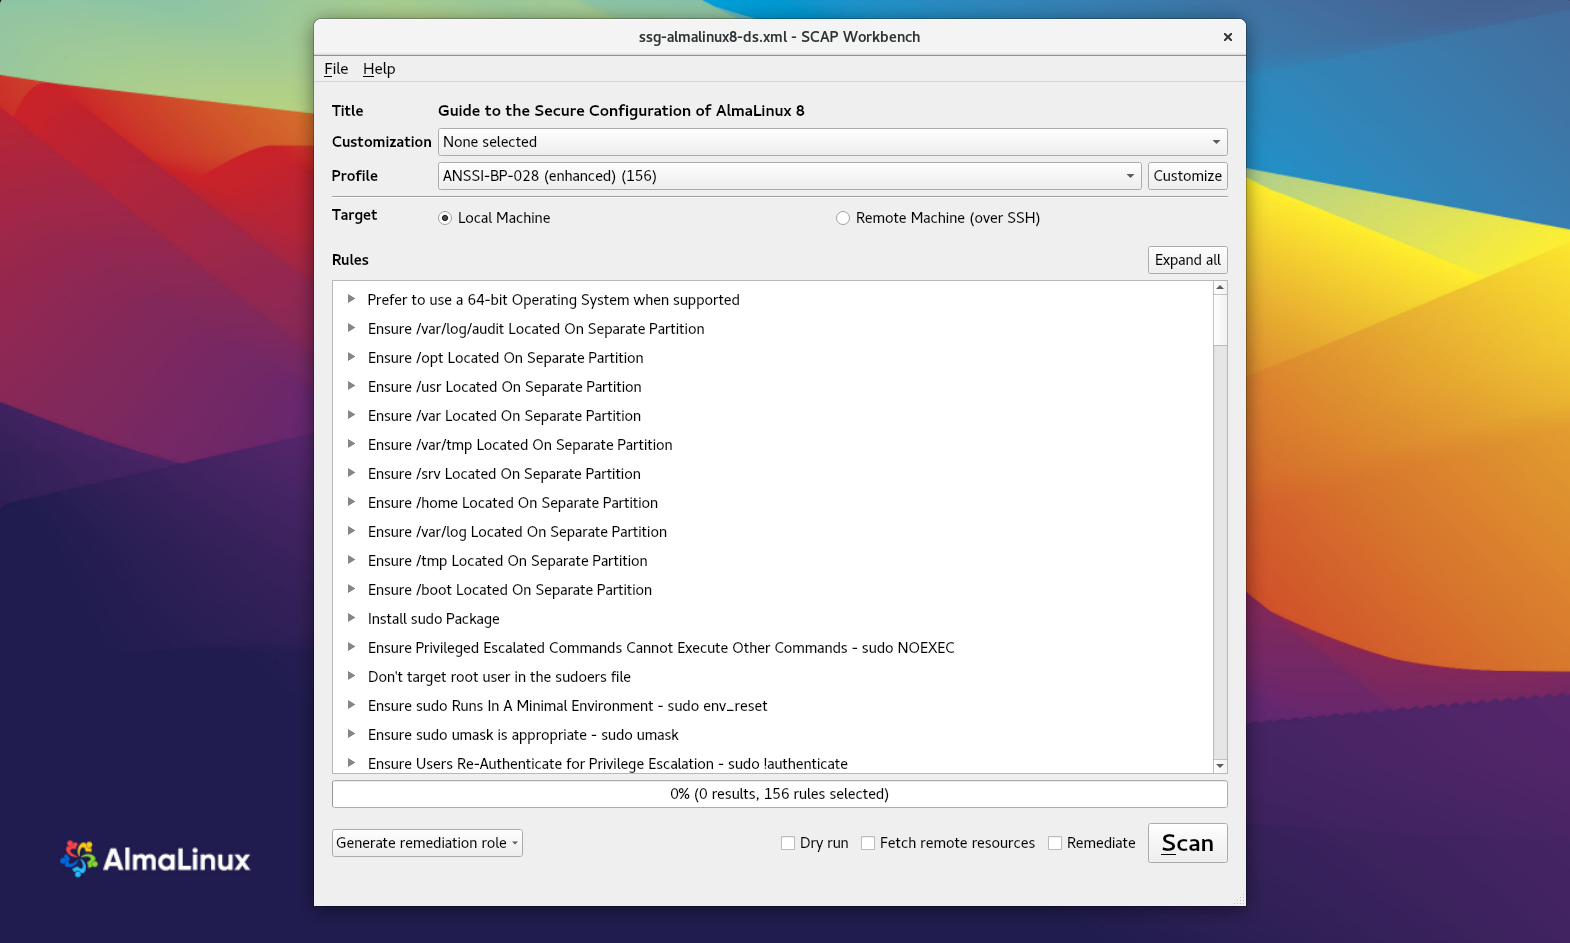 ssg-almalinux8-ds.xml - SCAP Workbench
File Help
Title Guide to the Secure Configuration of AlmaLinux 8
Customization None selected
Profile ANSSI-BP-028 (enhanced) (156) Customize
Target Local Machine Remote Machine (over SSH)
Rules Expand all
Prefer to use a 64-bit Operating System when supported
Ensure /var/log/audit Located On Separate Partition
Ensure /opt Located On Separate Partition
Ensure /usr Located On Separate Partition
Ensure /var Located On Separate Partition
Ensure /var/tmp Located On Separate Partition
Ensure /srv Located On Separate Partition
Ensure /home Located On Separate Partition
Ensure /var/log Located On Separate Partition
Ensure /tmp Located On Separate Partition
Ensure /boot Located On Separate Partition
Install sudo Package
Ensure Privileged Escalated Commands Cannot Execute Other Commands - sudo NOEXEC
Don't target root user in the sudoers file
Ensure sudo Runs In A Minimal Environment - sudo env_reset
Ensure sudo umask is appropriate - sudo umask
Ensure Users Re-Authenticate for Privilege Escalation - sudo !authenticate
0% (0 results, 156 rules selected)
Generate remediation role Dry run Fetch remote resources Remediate Scan
AlmaLinux